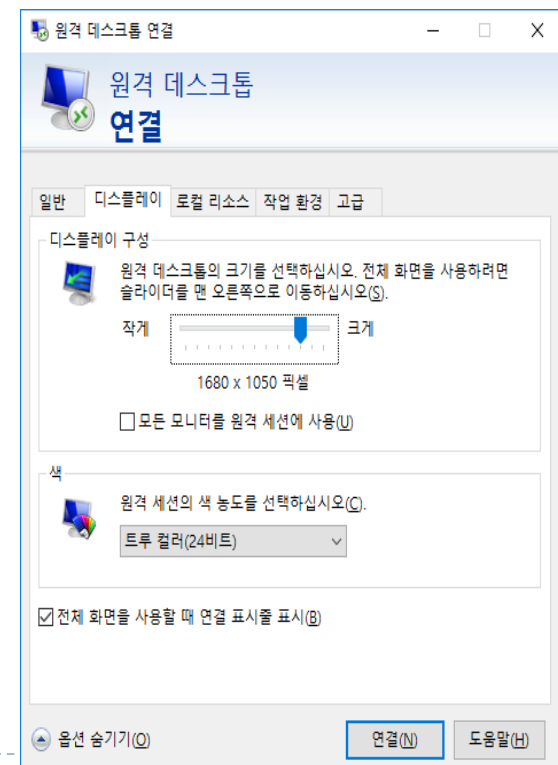 원격 데스크톱 연결
원격 데스크톱
연결
일반 디스플레이 로컬 리소스 작업 환경 고급
디스플레이 구성
원격 데스크톱의 크기를 선택하십시오. 전체 화면을 사용하려면
슬라이더를 맨 오른쪽으로 이동하십시오(S).
작게 크게
1680 x 1050 픽셀
모든 모니터를 원격 세션에 사용(U)
색
원격 세션의 색 농도를 선택하십시오(C).
트루 컬러(24비트)
전체 화면을 사용할 때 연결 표시줄 표시(B)
옵션 숨기기(O) 연결(N) 도움말(H)